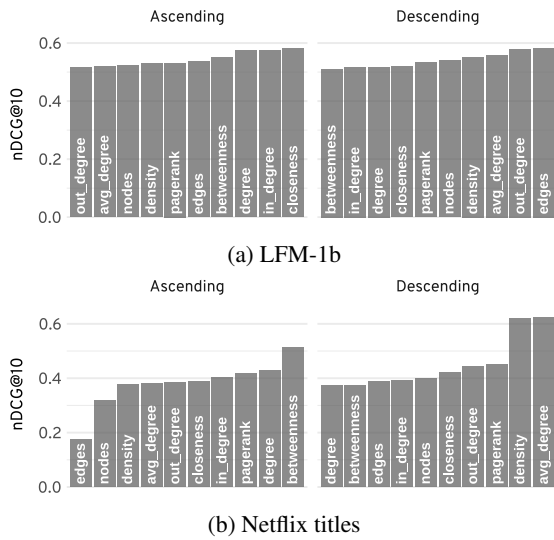 Ascending Descending
nDCG@10
0.6
0.4
0.2
0.0
out_degree avg_degree nodes density pagerank edges betweenness degree in_degree closeness
betweenness in_degree degree closeness pagerank nodes density avg_degree out_degree edges
(a) LFM-1b
Ascending Descending
nDCG@10
0.6
0.4
0.2
0.0
edges nodes density avg_degree out_degree closeness in_degree pagerank degree betweenness
degree betweenness edges in_degree nodes closeness out_degree pagerank density avg_degree
(b) Netflix titles